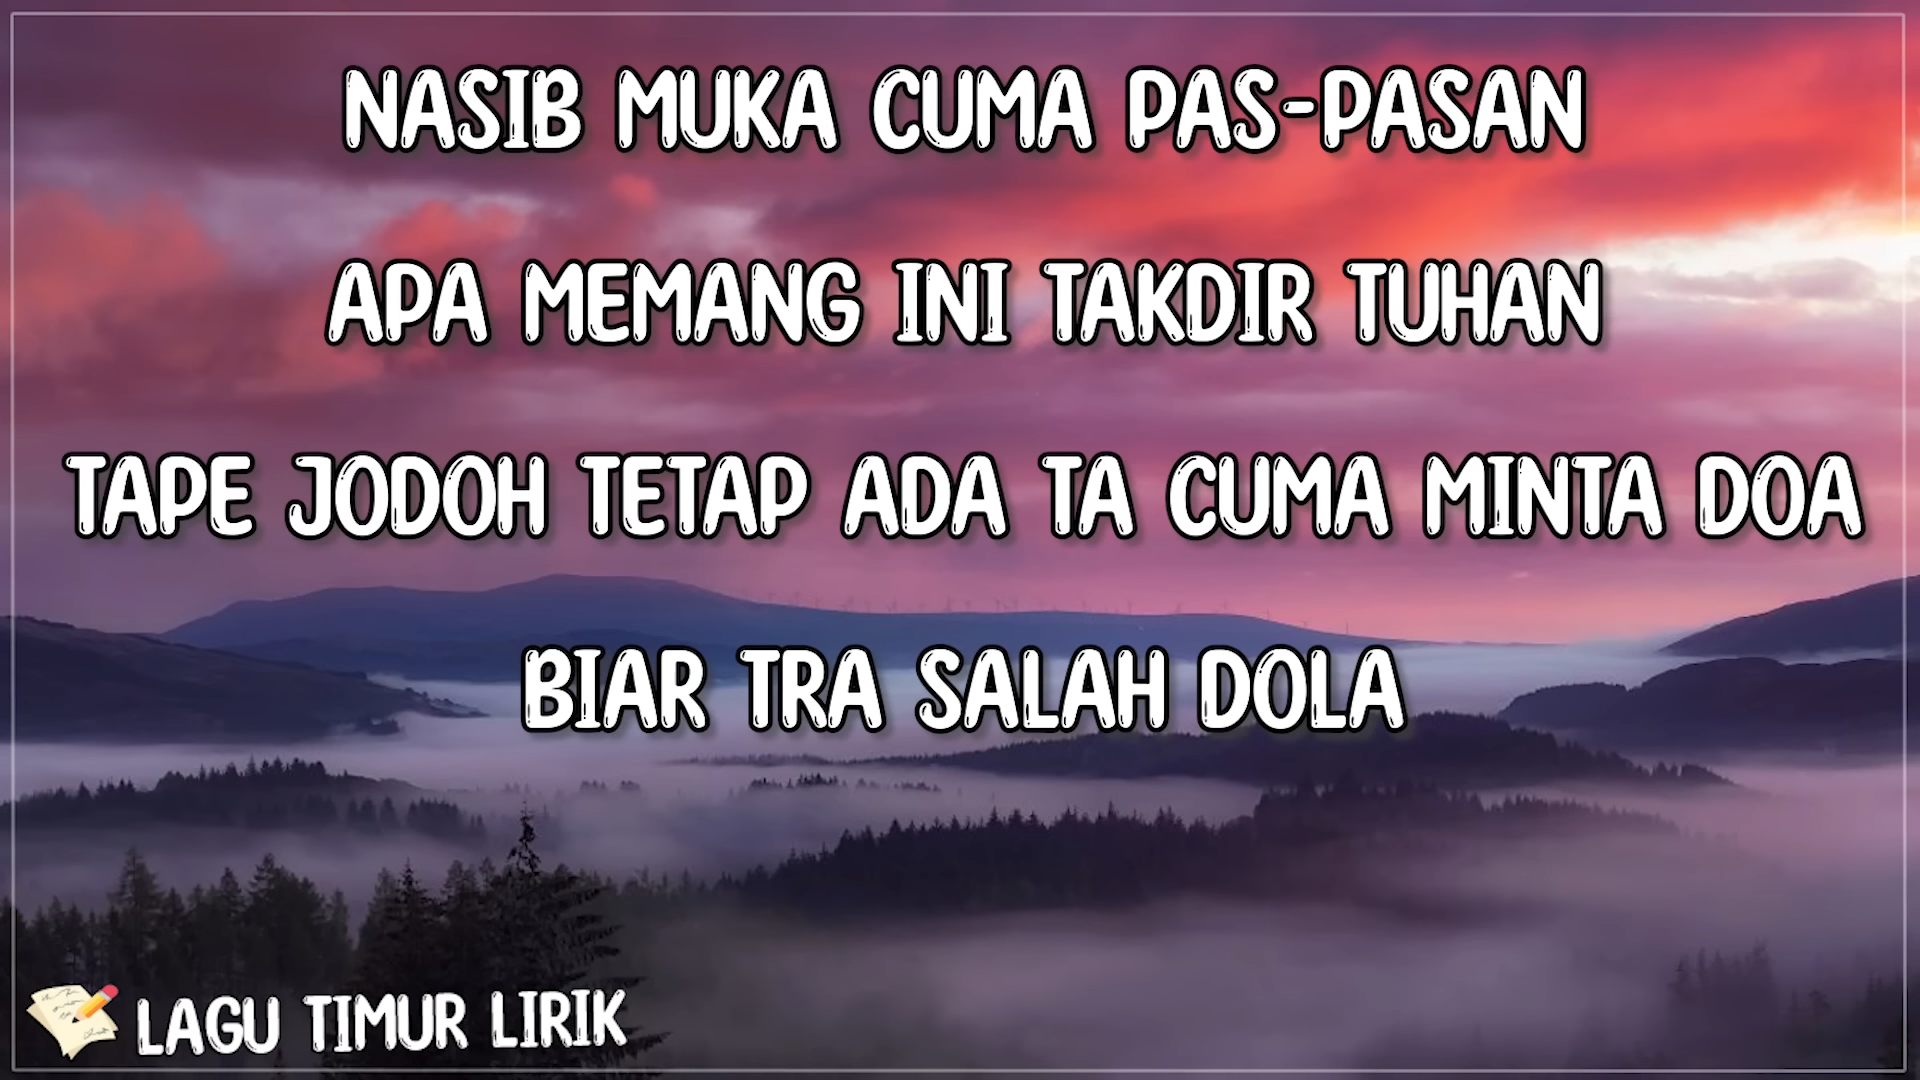 NASIB MUKA CUMA PAS-PASAN
APA MEMANG INI TAKDIR TUHAN
TAPE JODOH TETAP ADA TA CUMA MINTA DOA
BIAR TRA SALAH DOLA
LAGU TIMUR LIRIK